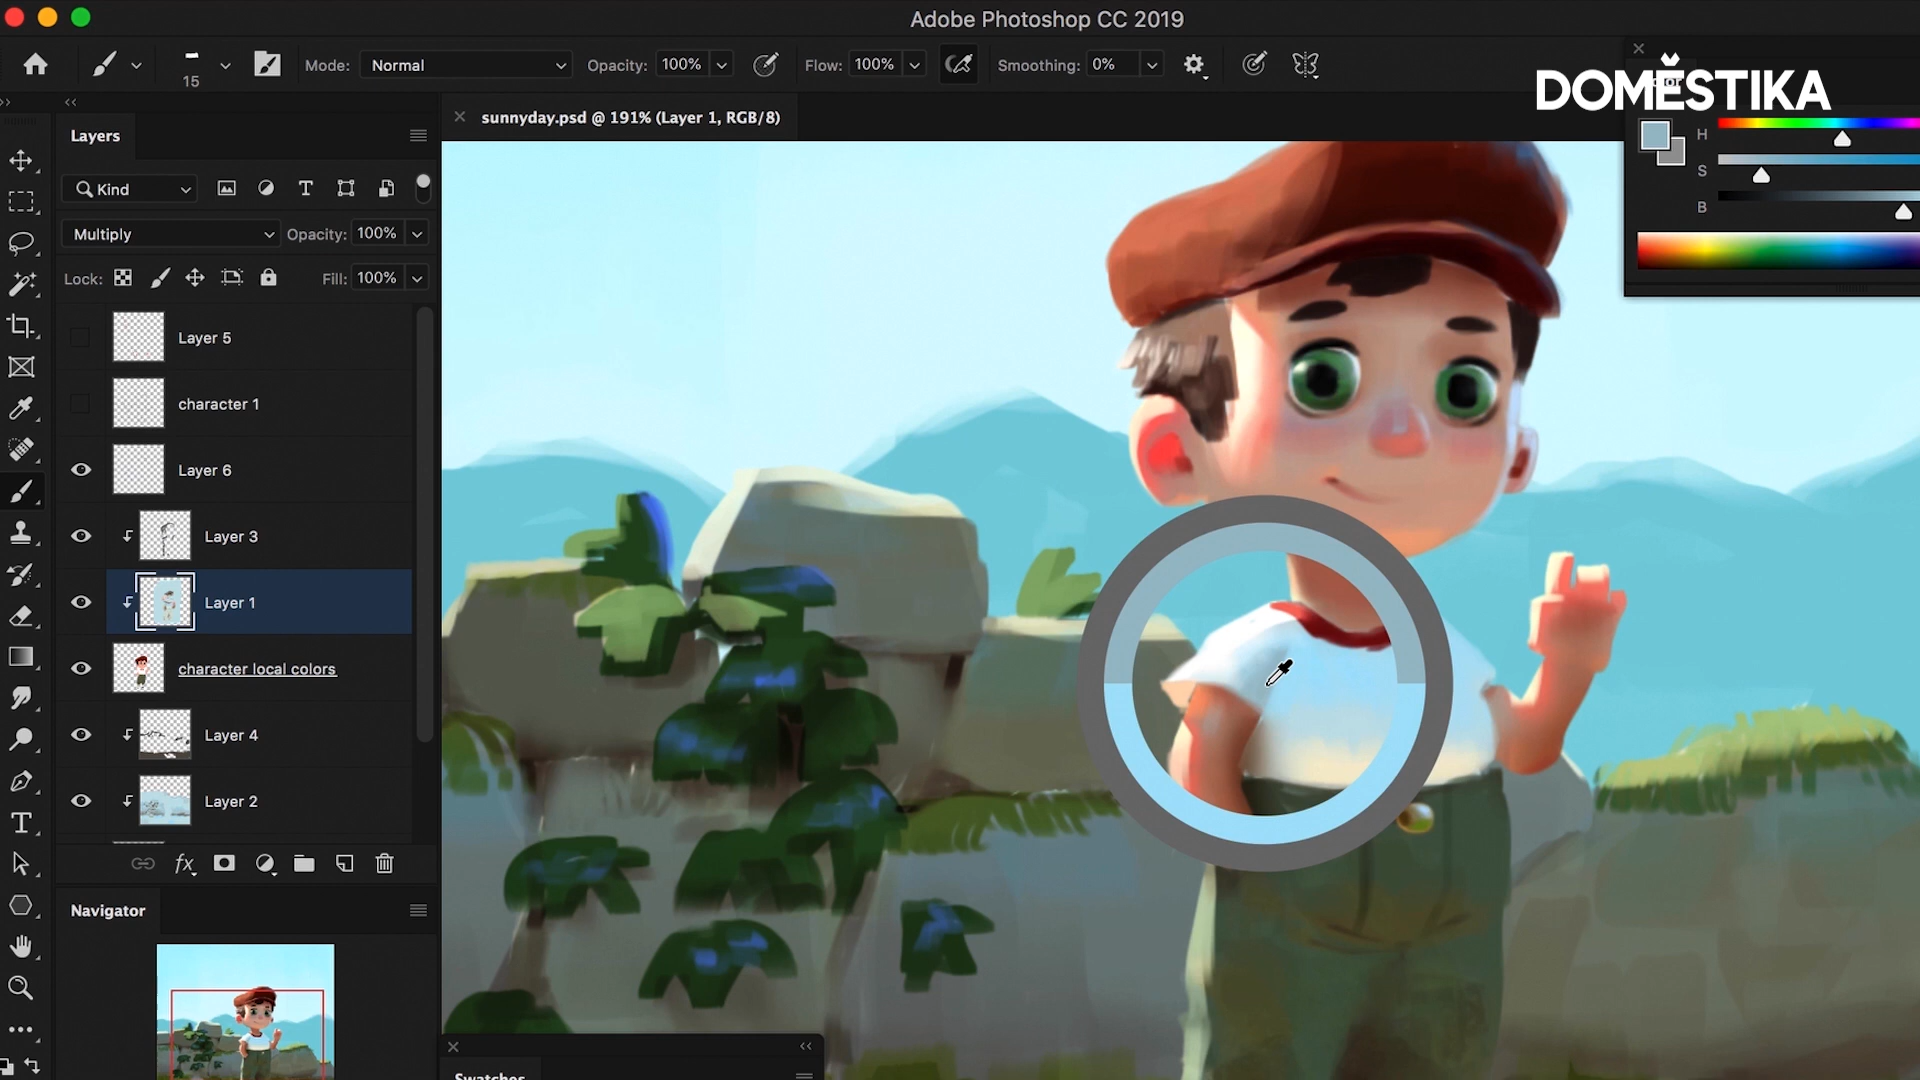 Adobe Photoshop CC 2019
15
Mode: Normal
Opacity: 100%
Flow: 100%
Smoothing: 0%
DOMESTIKA
Layers
sunnyday.psd @ 191% (Layer 1, RGB/8)
H
S
B
Kind
Multiply
Opacity: 100%
Lock:
Fill: 100%
Layer 5
character 1
Layer 6
Layer 3
Layer 1
character local colors
Layer 4
Layer 2
fx
Navigator
Swatches